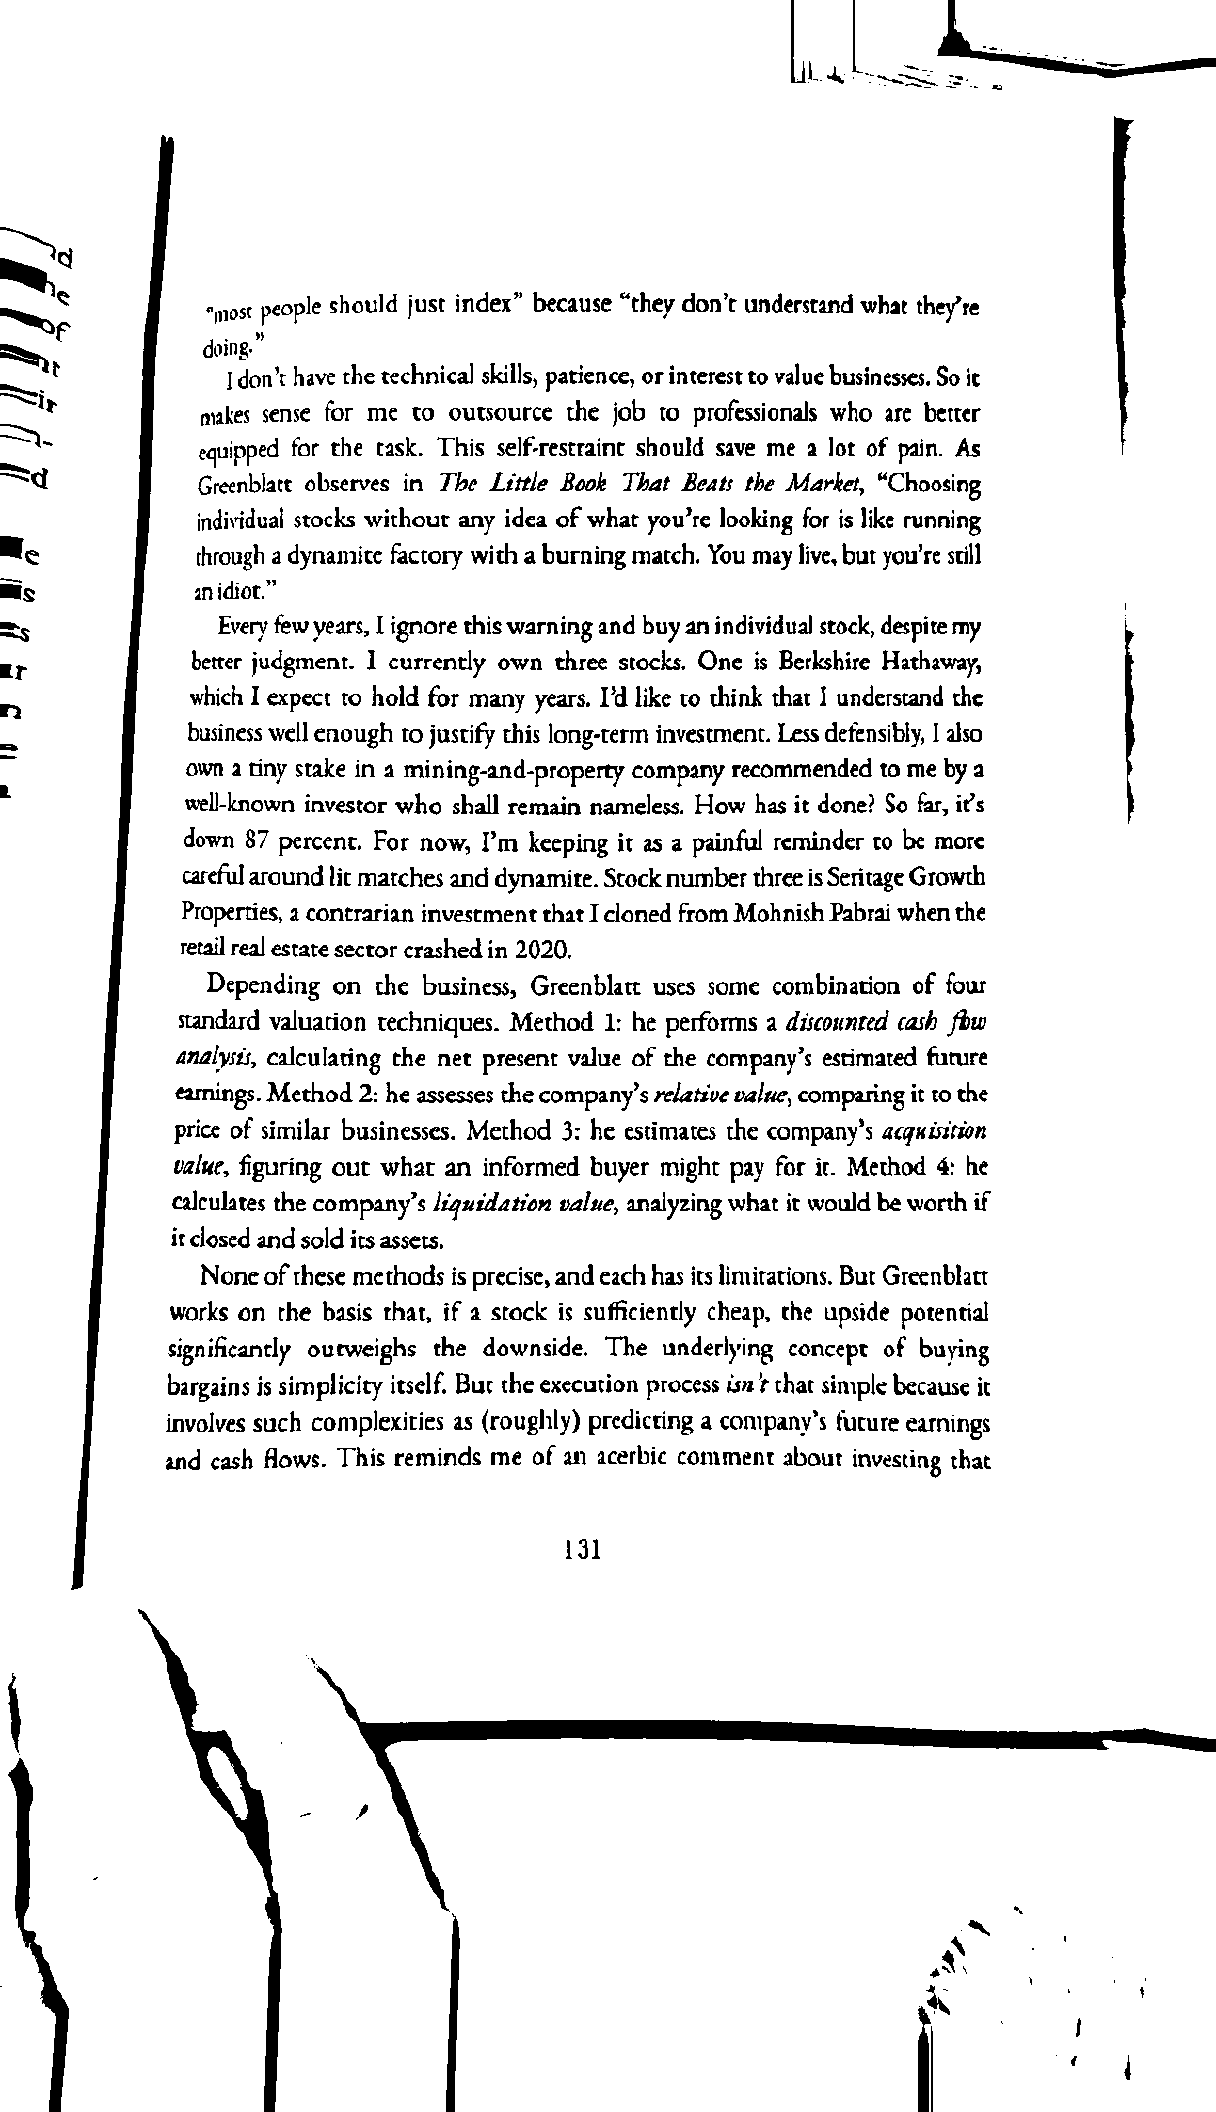 "most people should just index" because "they don't understand what they're
doing."
I don't have the technical skills, patience, or interest to value businesses. So it
makes sense for me to outsource the job to professionals who are better
equipped for the task. This self-restraint should save me a lot of pain. As
Greenblatt observes in The Little Book That Beats the Market, "Choosing
individual stocks without any idea of what you're looking for is like running
through a dynamite factory with a burning match. You may live, but you're still
an idiot."
Every few years, I ignore this warning and buy an individual stock, despite my
better judgment. I currently own three stocks. One is Berkshire Hathaway,
which I expect to hold for many years. I'd like to think that I understand the
business well enough to justify this long-term investment. Less defensibly, I also
own a tiny stake in a mining-and-property company recommended to me by a
well-known investor who shall remain nameless. How has it done? So far, it's
down 87 percent. For now, I'm keeping it as a painful reminder to be more
careful around lit matches and dynamite. Stock number three is Seritage Growth
Properties, a contrarian investment that I cloned from Mohnish Pabrai when the
retail real estate sector crashed in 2020.
Depending on the business, Greenblatt uses some combination of four
standard valuation techniques. Method 1: he performs a discounted cash flow
analysis, calculating the net present value of the company's estimated future
earnings. Method 2: he assesses the company's relative value, comparing it to the
price of similar businesses. Method 3: he estimates the company's acquisition
value, figuring out what an informed buyer might pay for it. Method 4: he
calculates the company's liquidation value, analyzing what it would be worth if
it closed and sold its assets.
None of these methods is precise, and each has its limitations. But Greenblatt
works on the basis that, if a stock is sufficiently cheap, the upside potential
significantly outweighs the downside. The underlying concept of buying
bargains is simplicity itself. But the execution process isn't that simple because it
involves such complexities as (roughly) predicting a company's future earnings
and cash flows. This reminds me of an acerbic comment about investing that
131